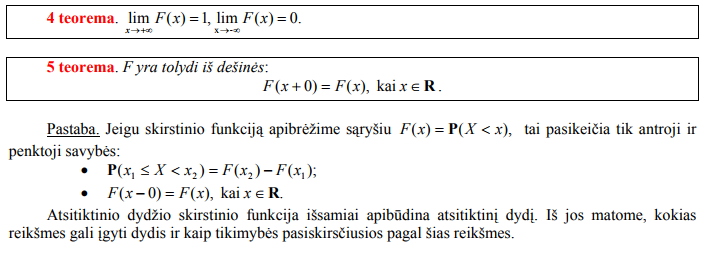 4 teorema. lim F(x) = 1, lim F(x) = 0.
x→+∞ x→-∞
5 teorema. F yra tolydi iš dešinės:
F(x + 0) = F(x), kai x ∈ R.
Pastaba. Jeigu skirstinio funkciją apibrėžime sąryšiu F(x) = P(X < x), tai pasikeičia tik antroji ir
penktoji savybės:
• P(x₁ ≤ X < x₂) = F(x₂) − F(x₁);
• F(x − 0) = F(x), kai x ∈ R.
Atsitiktinio dydžio skirstinio funkcija išsamiai apibūdina atsitiktinį dydį. Iš jos matome, kokias
reikšmes gali įgyti dydis ir kaip tikimybės pasiskirsčiusios pagal šias reikšmes.